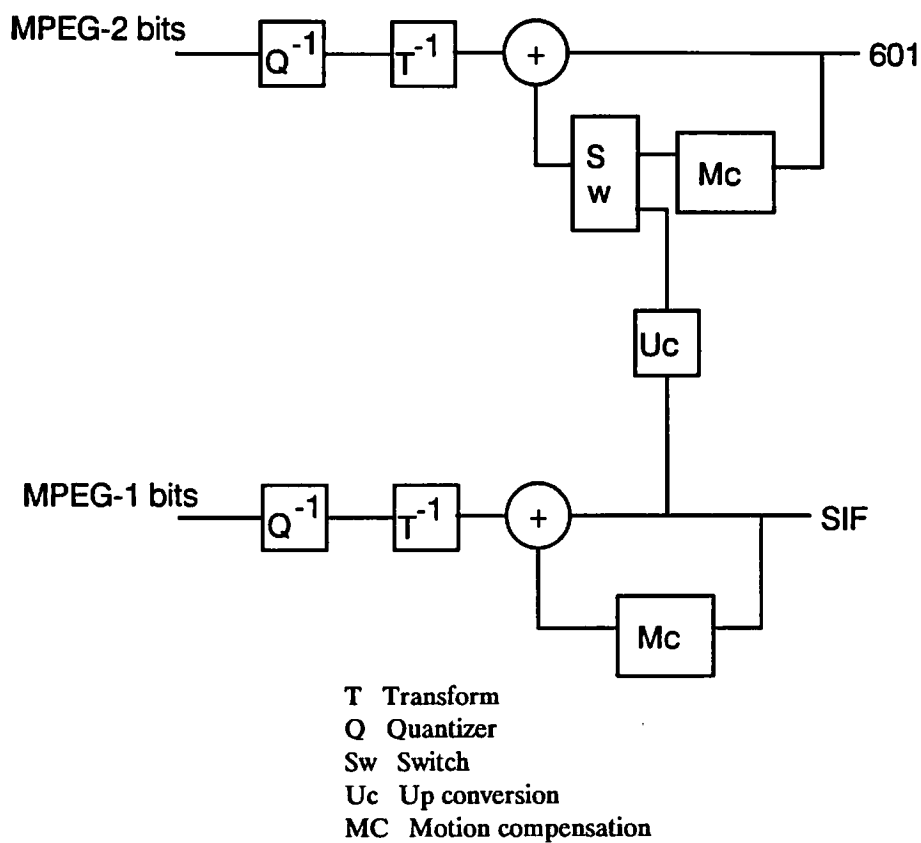 MPEG-2 bits
Q⁻¹
T⁻¹
+
601
S
w
Mc
Uc
MPEG-1 bits
Q⁻¹
T⁻¹
+
SIF
Mc
T Transform
Q Quantizer
Sw Switch
Uc Up conversion
MC Motion compensation